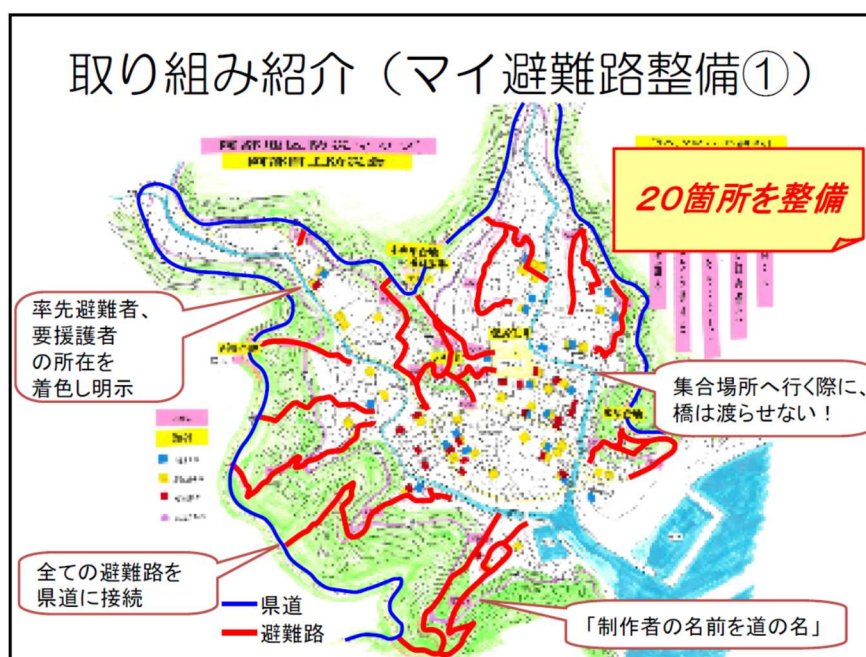 取り組み紹介（マイ避難路整備①）
20箇所を整備
率先避難者、
要援護者
の所在を
着色し明示
集合場所へ行く際に、
橋は渡らせない！
全ての避難路を
県道に接続
県道
避難路
「制作者の名前を道の名」